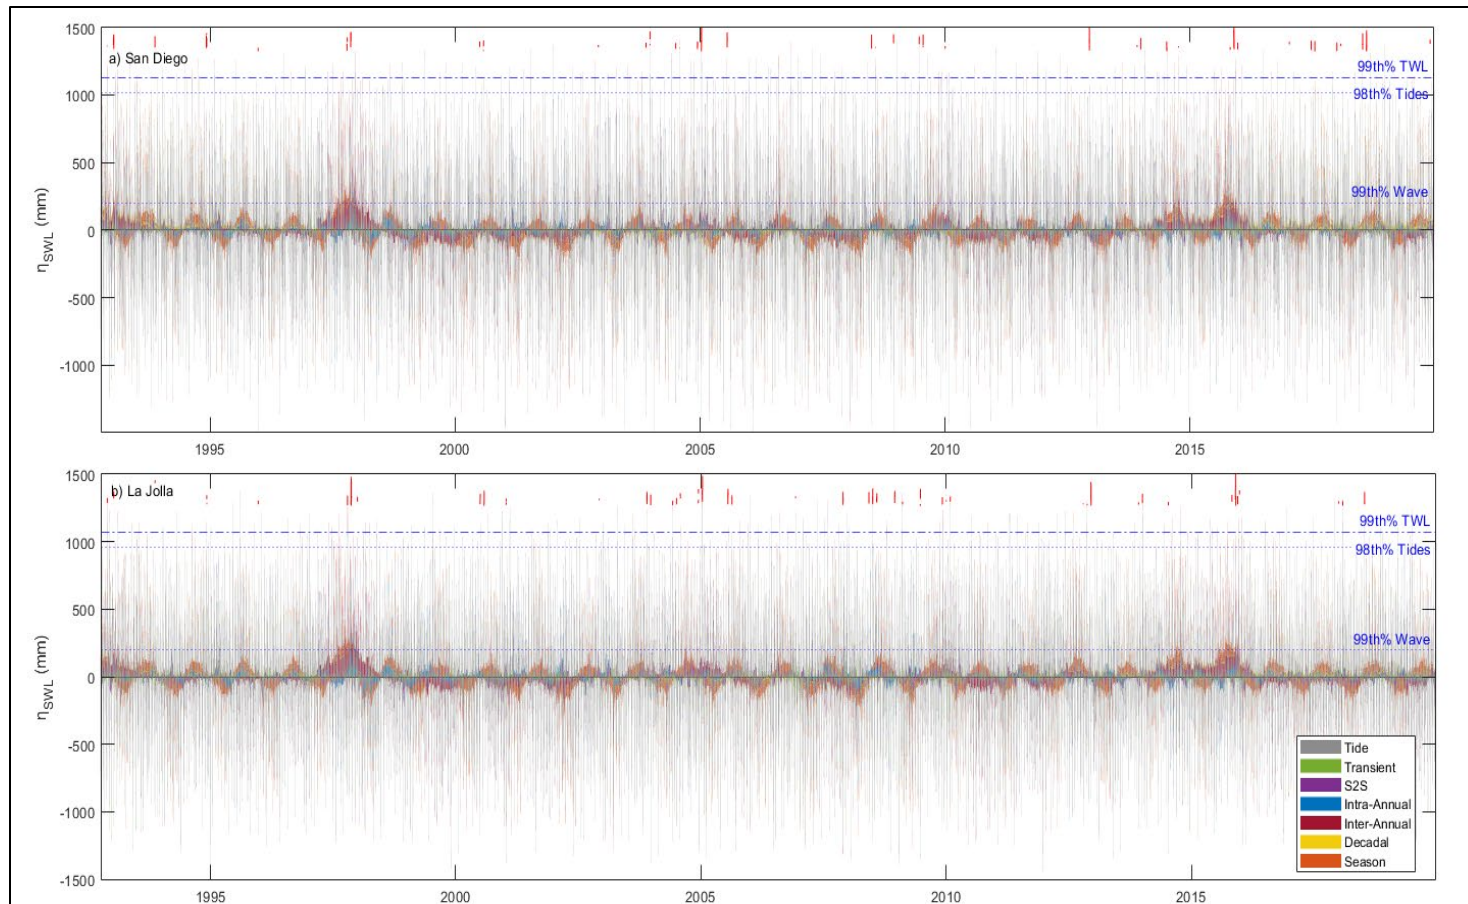 1500
a) San Diego
99th% TWL
1000
98th% Tides
500
99th% Wave
0
-500
-1000
ηSWL (mm)
1995 2000 2005 2010 2015
1500
b) La Jolla
99th% TWL
1000
98th% Tides
500
99th% Wave
0
-500
-1000
-1500
ηSWL (mm)
Tide
Transient
S2S
Intra-Annual
Inter-Annual
Decadal
Season
1995 2000 2005 2010 2015